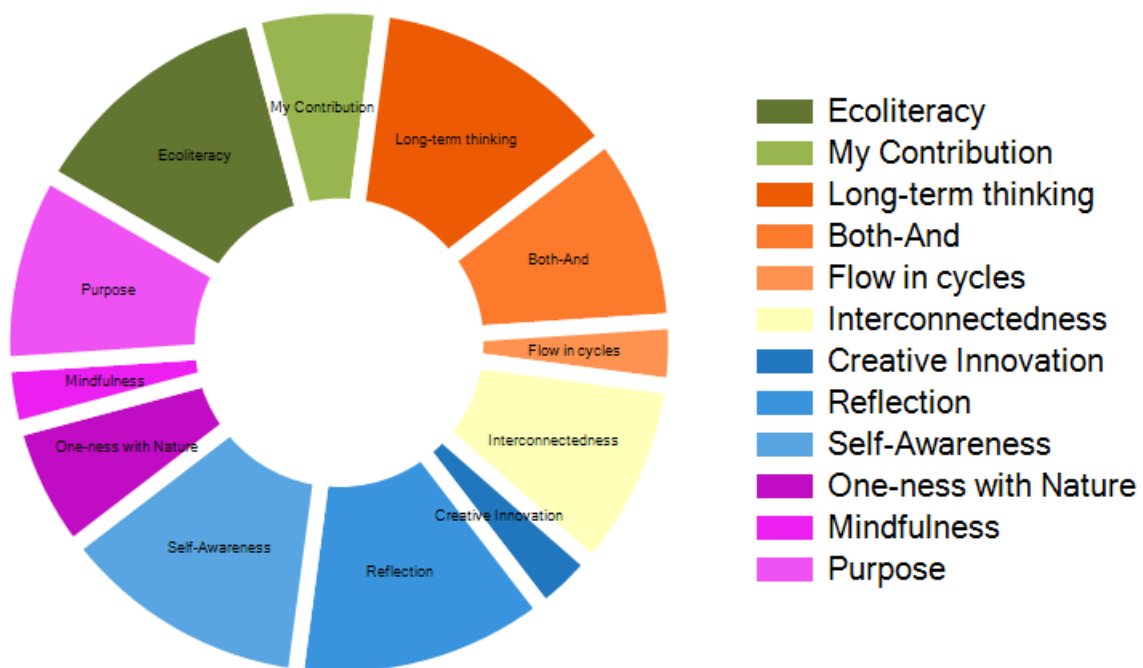 My Contribution
Long-term thinking
Ecoliteracy
Both-And
Purpose
Flow in cycles
Mindfulness
Interconnectedness
One-ness with Nature
Creative Innovation
Self-Awareness
Reflection
Ecoliteracy
My Contribution
Long-term thinking
Both-And
Flow in cycles
Interconnectedness
Creative Innovation
Reflection
Self-Awareness
One-ness with Nature
Mindfulness
Purpose